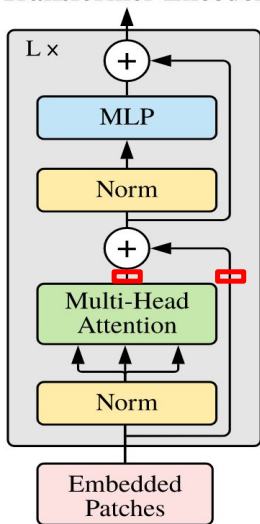 L ×
+
MLP
Norm
+
Multi-Head
Attention
Norm
Embedded
Patches